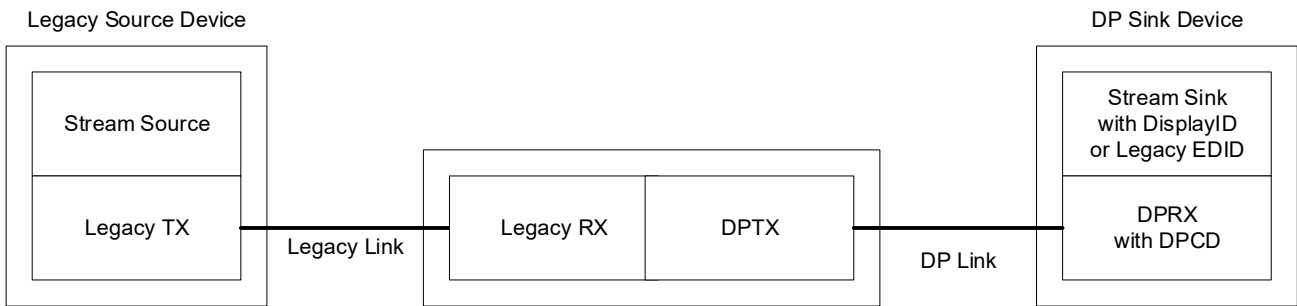 Legacy Source Device
DP Sink Device
Stream Source
Stream Sink
with DisplayID
or Legacy EDID
Legacy TX
Legacy Link
Legacy RX
DPTX
DP Link
DPRX
with DPCD